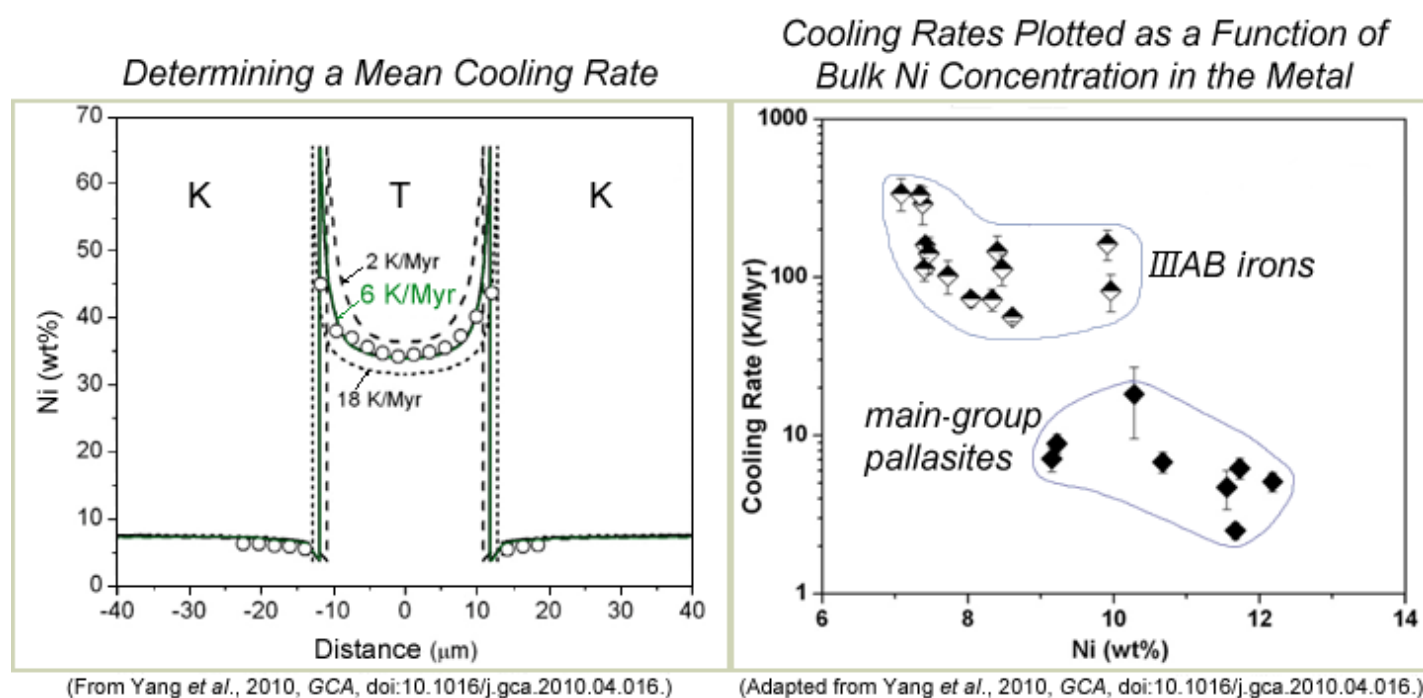 Determining a Mean Cooling Rate
70
60
50
40
30
20
10
0
Ni (wt%)
K
T
K
2 K/Myr
6 K/Myr
18 K/Myr
-40
-30
-20
-10
0
10
20
30
40
Distance (μm)
(From Yang et al., 2010, GCA, doi:10.1016/j.gca.2010.04.016.)
Cooling Rates Plotted as a Function of
Bulk Ni Concentration in the Metal
1000
100
10
1
Cooling Rate (K/Myr)
IIIAB irons
main-group
pallasites
6
8
10
12
14
Ni (wt%)
(Adapted from Yang et al., 2010, GCA, doi:10.1016/j.gca.2010.04.016.)